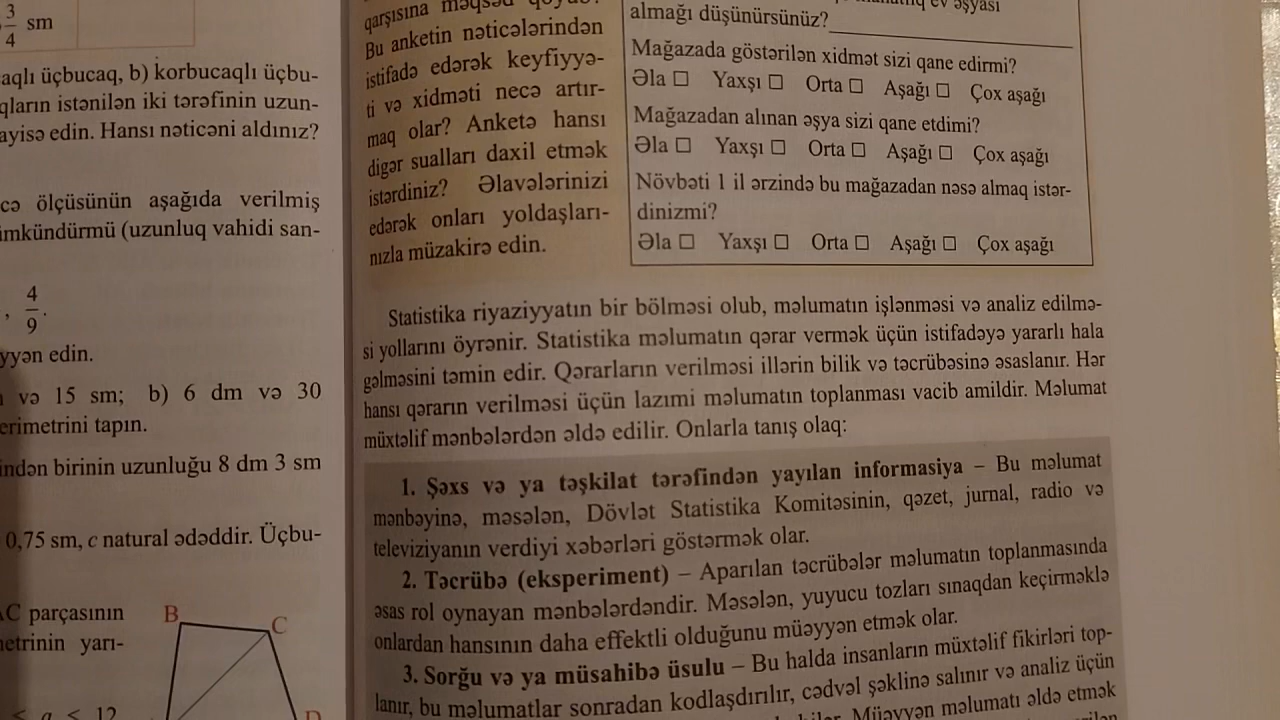 3/4 sm
aqlı üçbucaq, b) korbucaqlı üçbu-
qların istənilən iki tərəfinin uzun-
ayisə edin. Hansı nəticəni aldınız?
cə ölçüsünün aşağıda verilmiş
imkündürmü (uzunluq vahidi san-
, 4/9.
yyən edin.
və 15 sm; b) 6 dm və 30
erimetrini tapın.
indən birinin uzunluğu 8 dm 3 sm
0,75 sm, c natural ədəddir. Üçbu-
AC parçasının
netrinin yarı-
B
C
D
≤ a ≤ 12
qarşısına məqsəd
Bu anketin nəticələrindən
istifadə edərək keyfiyyə-
ti və xidməti necə artır-
maq olar? Anketə hansı
digər sualları daxil etmək
istərdiniz? Əlavələrinizi
edərək onları yoldaşları-
nızla müzakirə edin.
ev əşyası
almağı düşünürsünüz?
Mağazada göstərilən xidmət sizi qane edirmi?
Əla □ Yaxşı □ Orta □ Aşağı □ Çox aşağı
Mağazadan alınan əşya sizi qane etdimi?
Əla □ Yaxşı □ Orta □ Aşağı □ Çox aşağı
Növbəti 1 il ərzində bu mağazadan nəsə almaq istər-
dinizmi?
Əla □ Yaxşı □ Orta □ Aşağı □ Çox aşağı
Statistika riyaziyyatın bir bölməsi olub, məlumatın işlənməsi və analiz edilmə-
si yollarını öyrənir. Statistika məlumatın qərar vermək üçün istifadəyə yararlı hala
gəlməsini təmin edir. Qərarların verilməsi illərin bilik və təcrübəsinə əsaslanır. Hər
hansı qərarın verilməsi üçün lazımi məlumatın toplanması vacib amildir. Məlumat
müxtəlif mənbələrdən əldə edilir. Onlarla tanış olaq:
1. Şəxs və ya təşkilat tərəfindən yayılan informasiya – Bu məlumat
mənbəyinə, məsələn, Dövlət Statistika Komitəsinin, qəzet, jurnal, radio və
televiziyanın verdiyi xəbərləri göstərmək olar.
2. Təcrübə (eksperiment) – Aparılan təcrübələr məlumatın toplanmasında
əsas rol oynayan mənbələrdəndir. Məsələn, yuyucu tozları sınaqdan keçirməklə
onlardan hansının daha effektli olduğunu müəyyən etmək olar.
3. Sorğu və ya müsahibə üsulu – Bu halda insanların müxtəlif fikirləri top-
lanır, bu məlumatlar sonradan kodlaşdırılır, cədvəl şəklinə salınır və analiz üçün
Müəyyən məlumatı əldə etmək